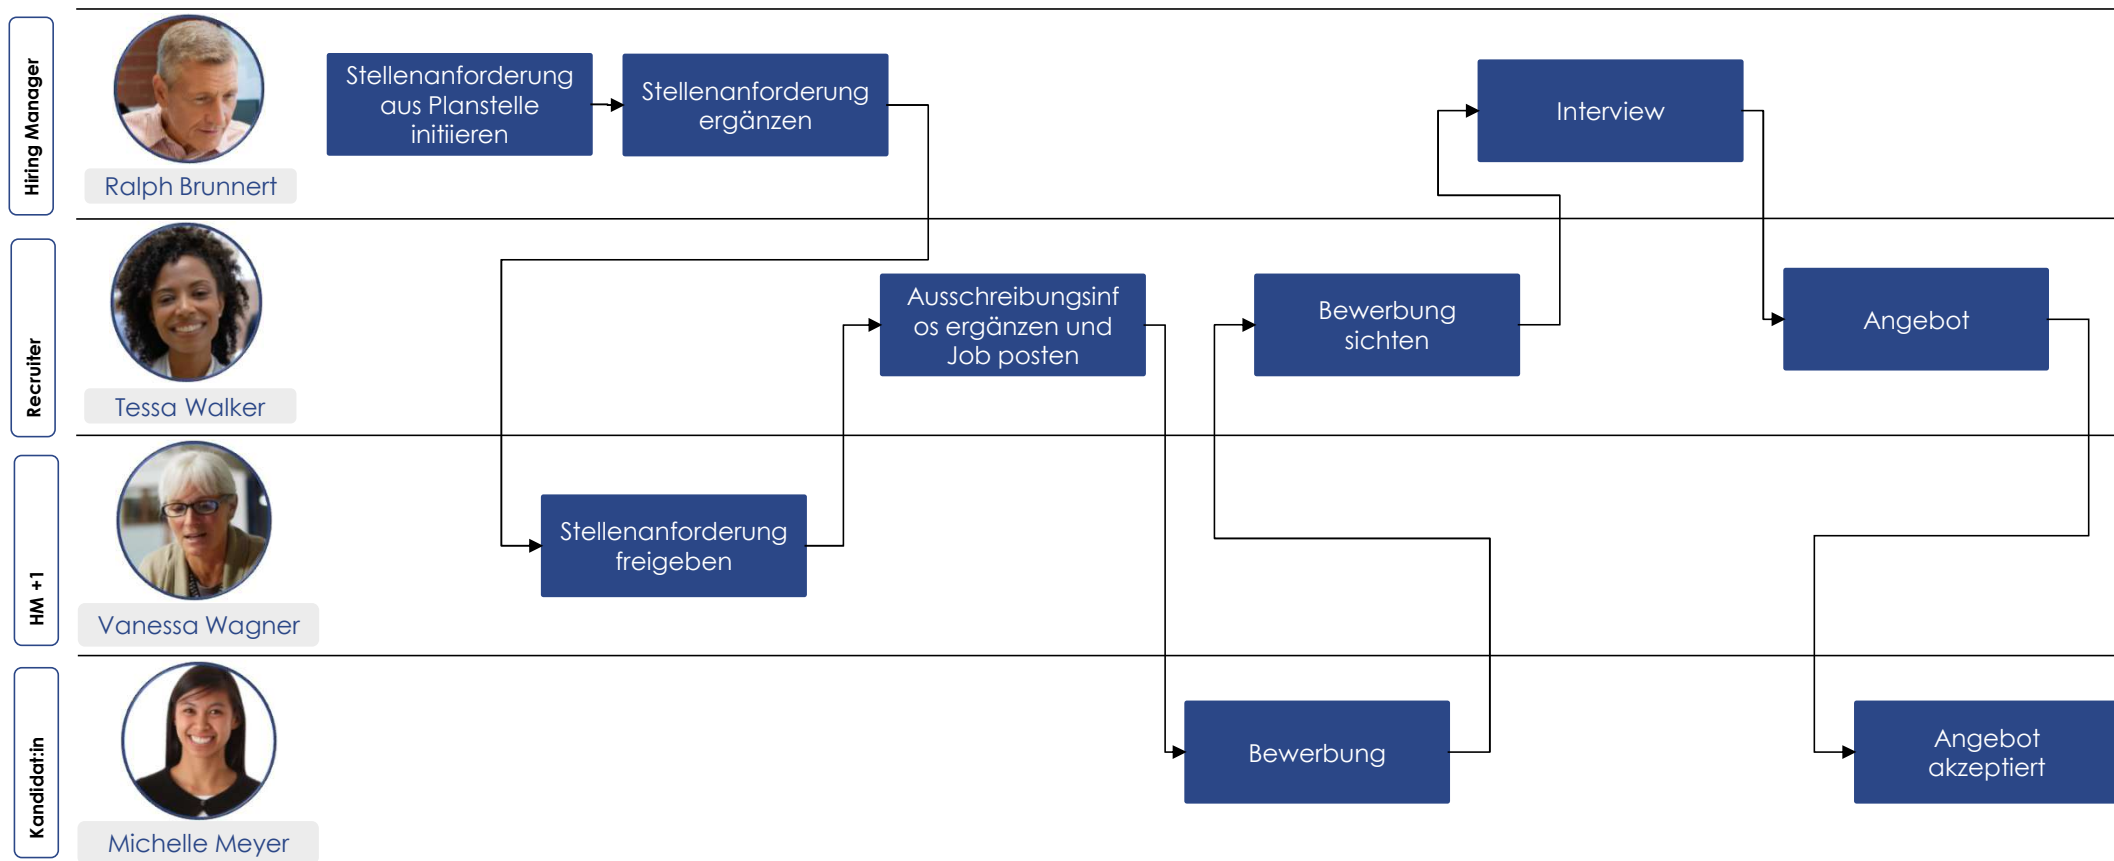 Hiring Manager
Ralph Brunnert
Stellenanforderung
aus Planstelle
initiieren
Stellenanforderung
ergänzen
Interview
Recruiter
Tessa Walker
Ausschreibungsinf
os ergänzen und
Job posten
Bewerbung
sichten
Angebot
HM +1
Vanessa Wagner
Stellenanforderung
freigeben
Kandidat:in
Michelle Meyer
Bewerbung
Angebot
akzeptiert